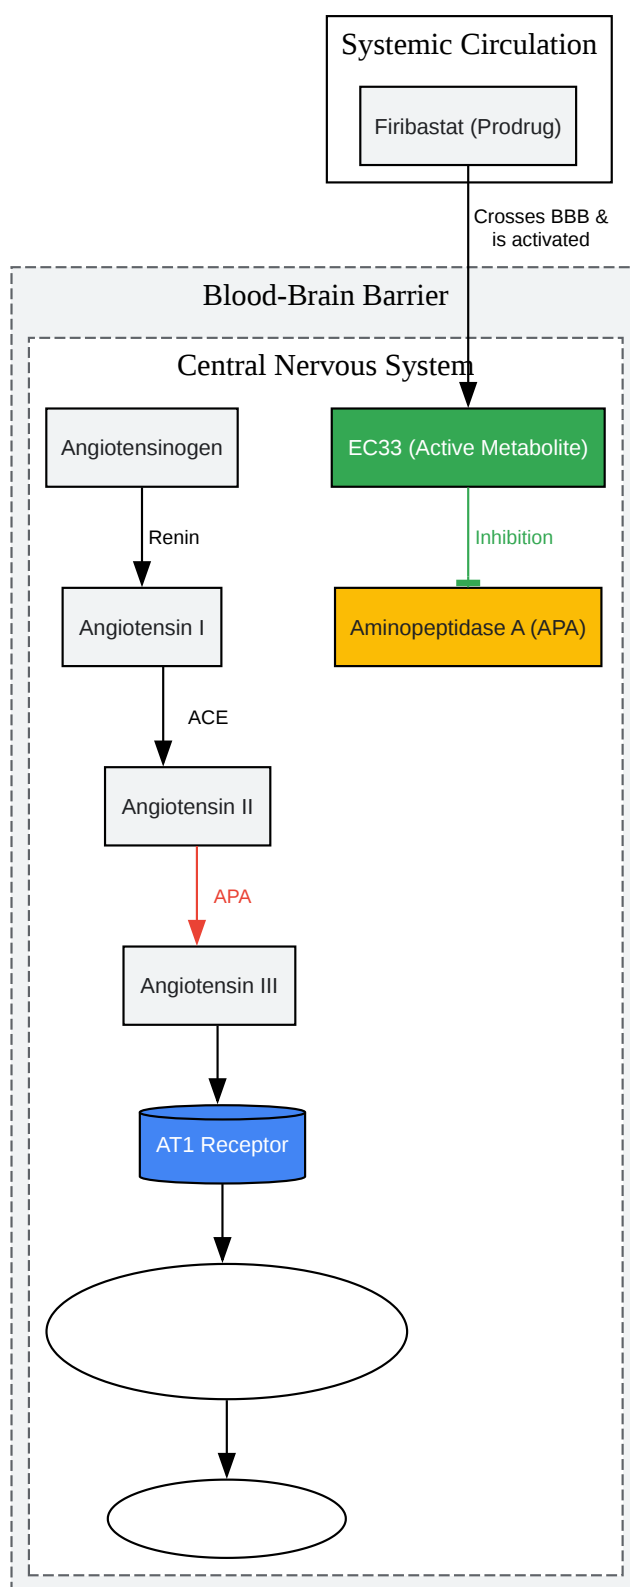 Systemic Circulation
Firibastat (Prodrug)
Crosses BBB &
is activated
Blood-Brain Barrier
Central Nervous System
Angiotensinogen
EC33 (Active Metabolite)
Renin
Inhibition
Angiotensin I
Aminopeptidase A (APA)
ACE
Angiotensin II
APA
Angiotensin III
AT1 Receptor